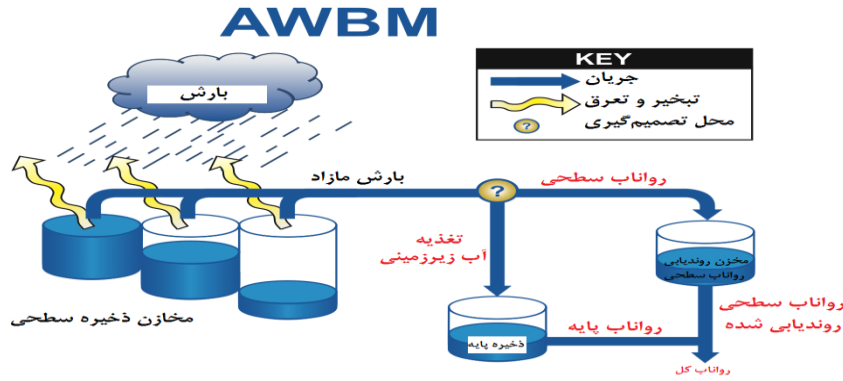 AWBM
KEY
جریان
تبخیر و تعرق
محل تصمیم‌گیری
?
بارش
بارش مازاد
?
رواناب سطحی
تغذیه
آب زیرزمینی
مخزن روندیابی
رواناب سطحی
مخازن ذخیره سطحی
ذخیره پایه
رواناب پایه
رواناب سطحی
روندیابی شده
رواناب کل